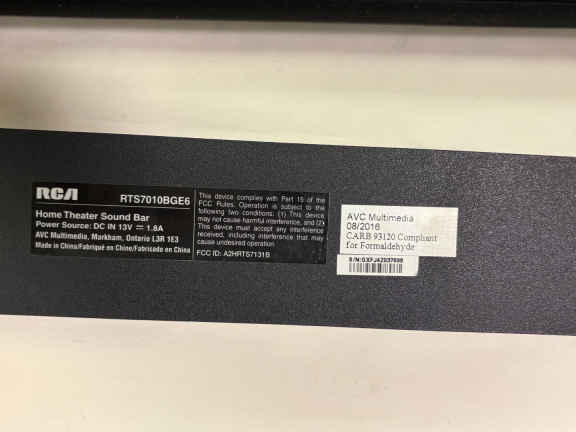 RCA
RTS7010BGE6
Home Theater Sound Bar
Power Source: DC IN 13V ⎓ 1.8A
AVC Multimedia, Markham, Ontario L3R 1E3
Made in China/Fabriqué en Chine/Fabricado en China
This device complies with Part 15 of the
FCC Rules. Operation is subject to the
following two conditions: (1) This device
may not cause harmful interference, and (2)
This device must accept any interference
received, including interference that may
cause undesired operation.
FCC ID: A2HRTS7131B
AVC Multimedia
08/2016
CARB 93120 Compliant
for Formaldehyde